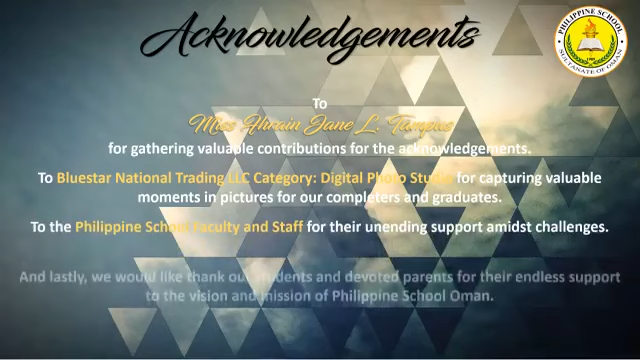 Acknowledgements
PHILIPPINE SCHOOL
SULTANATE OF OMAN
To
Miss Ahrain Jane L. Tampus
for gathering valuable contributions for the acknowledgements.
To Bluestar National Trading LLC Category: Digital Photo Studio for capturing valuable
moments in pictures for our completers and graduates.
To the Philippine School Faculty and Staff for their unending support amidst challenges.
And lastly, we would like thank our students and devoted parents for their endless support
to the vision and mission of Philippine School Oman.